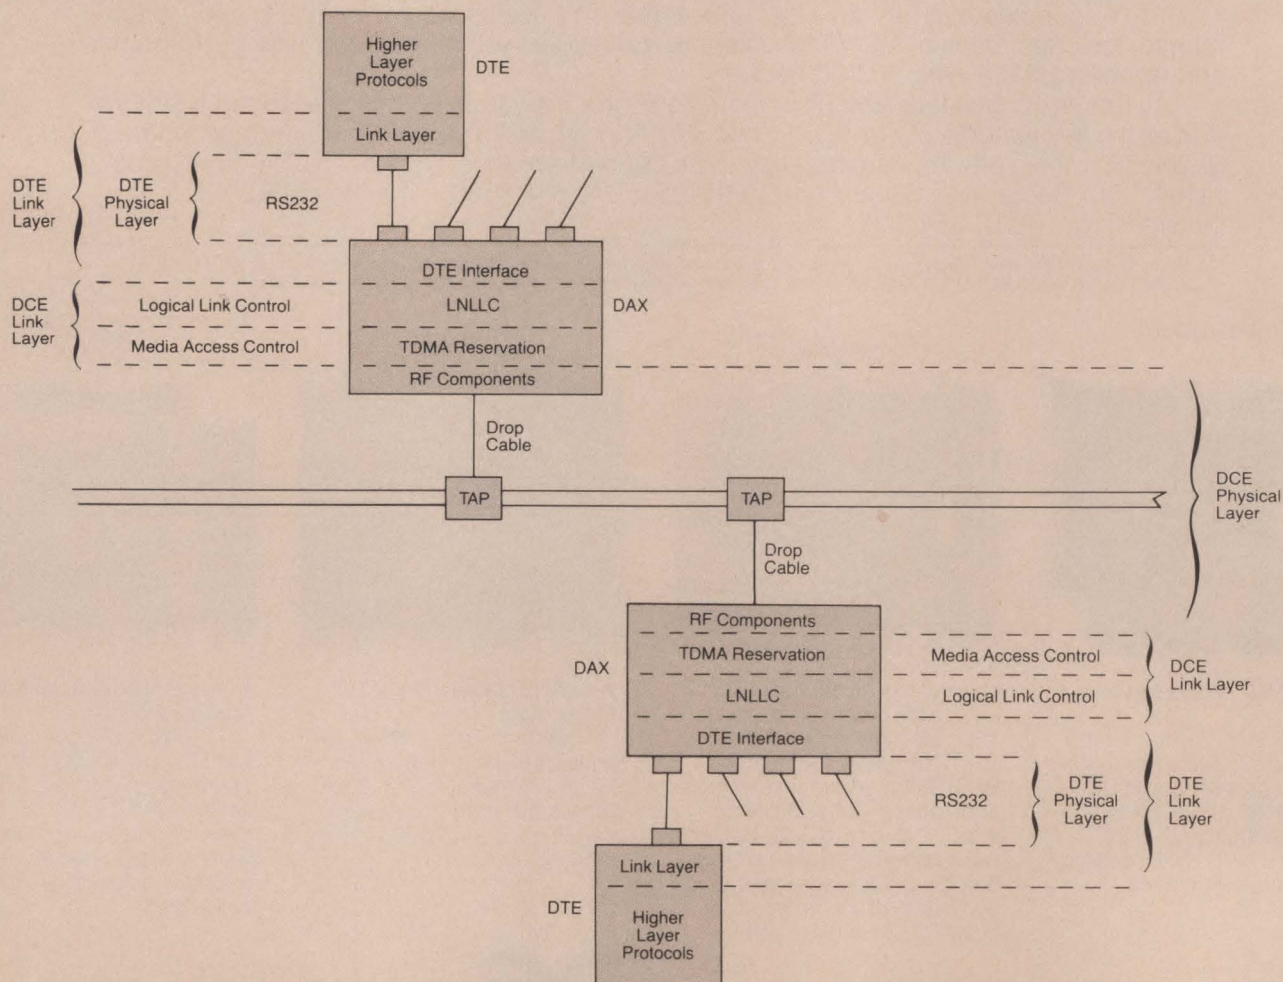 Higher
Layer
Protocols
DTE
Link Layer
DTE
Link
Layer
DTE
Physical
Layer
RS232
DTE Interface
DCE
Link
Layer
Logical Link Control
LNLLC
DAX
Media Access Control
TDMA Reservation
RF Components
Drop
Cable
TAP
TAP
DCE
Physical
Layer
Drop
Cable
RF Components
DAX
TDMA Reservation
Media Access Control
DCE
Link Layer
LNLLC
Logical Link Control
DTE Interface
RS232
DTE
Physical
Layer
DTE
Link
Layer
Link Layer
DTE
Higher
Layer
Protocols